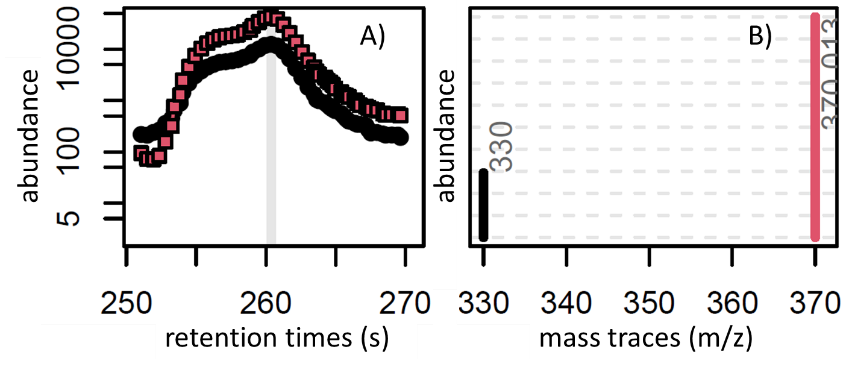 A)
abundance
10000
100
5
250
260
270
retention times (s)
B)
abundance
330
370.013
330
340
350
360
370
mass traces (m/z)